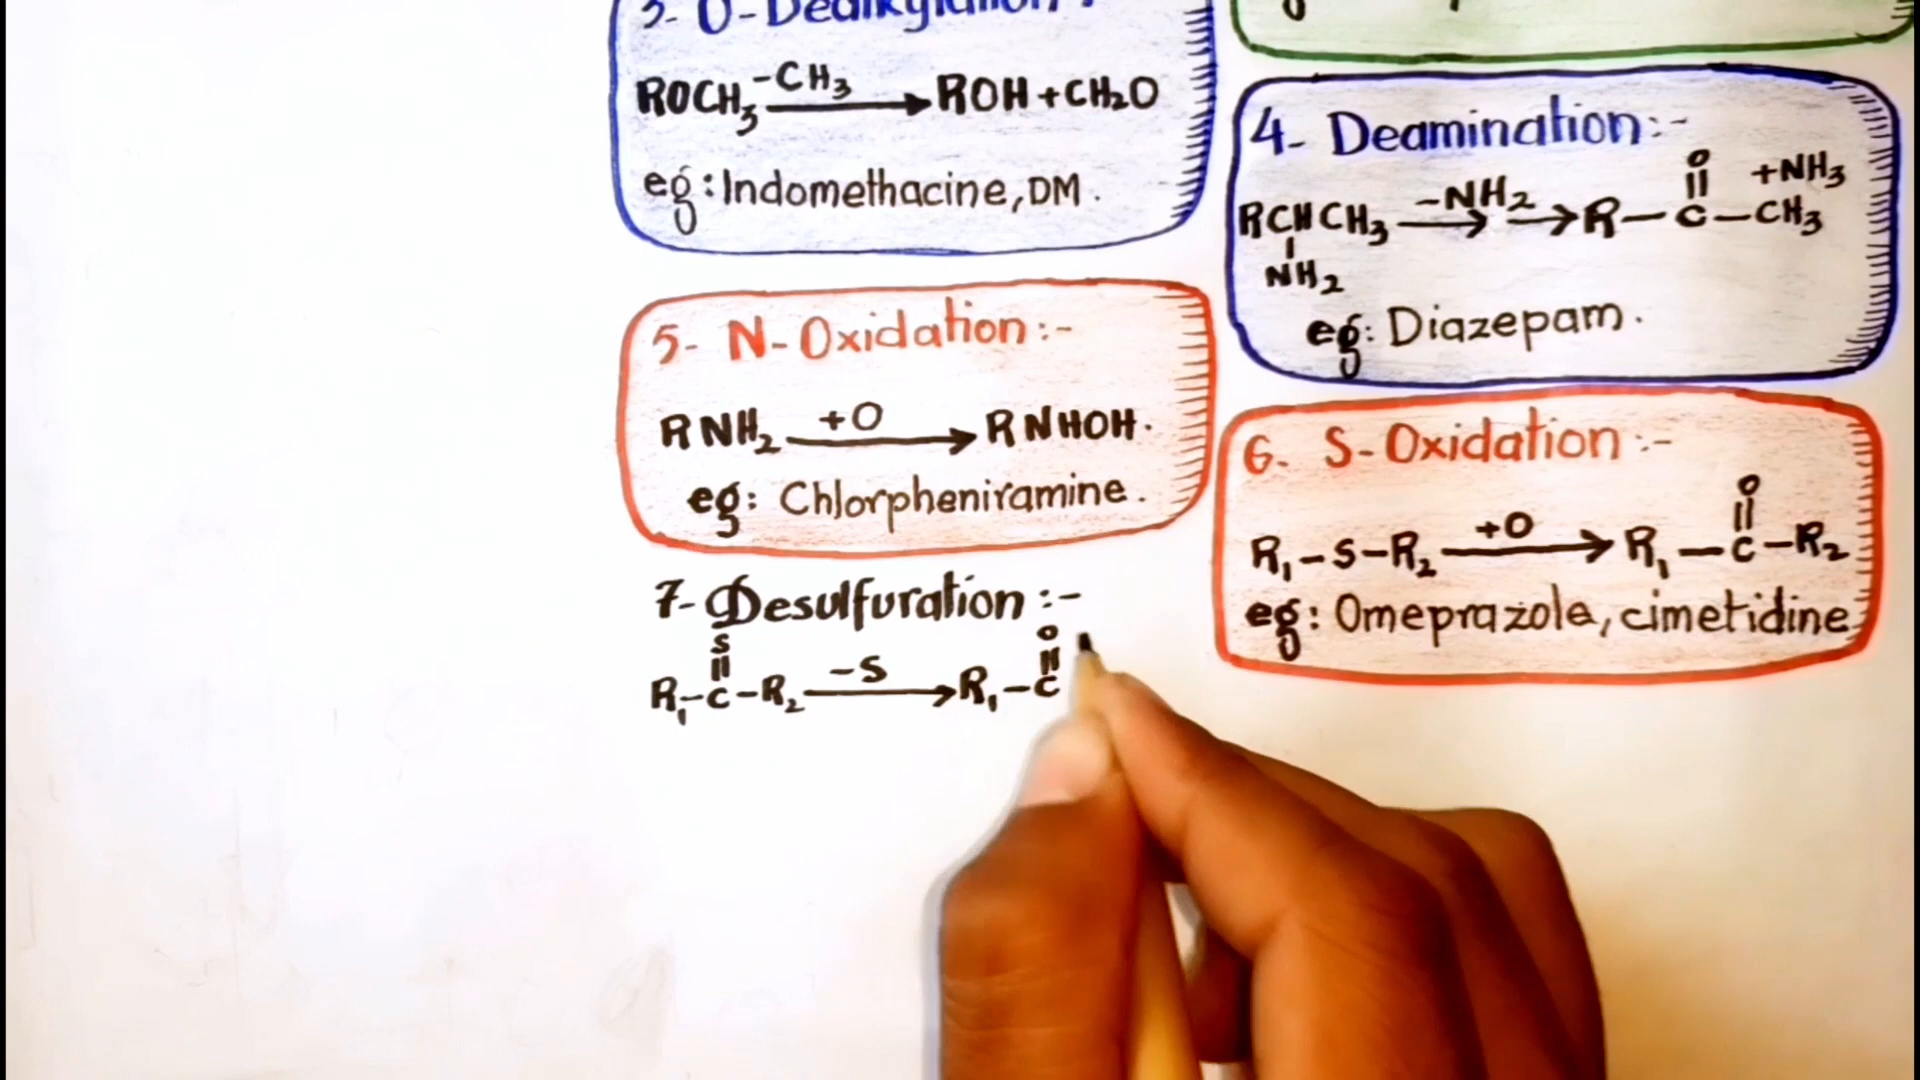 3- O-Dealkylation :
ROCH₃ -CH₃ → ROH + CH₂O
eg: Indomethacine, DM.
4- Deamination:-
O +NH₃
RCHCH₃ -NH₂ → → R-C-CH₃
NH₂
eg: Diazepam.
5- N-Oxidation:-
RNH₂ +O → RNHOH.
eg: Chlorpheniramine.
6- S-Oxidation:-
O
R₁-S-R₂ +O → R₁-C-R₂
eg: Omeprazole, cimetidine
7- Desulfuration:-
S O
R₁-C-R₂ -S → R₁-C